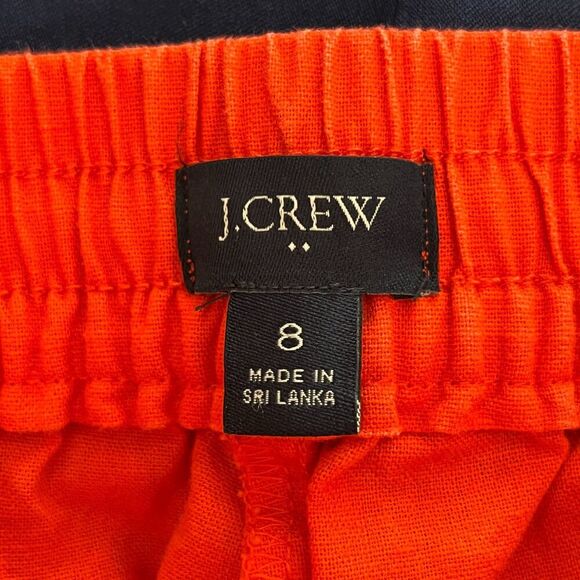 J.CREW
8
MADE IN
SRI LANKA